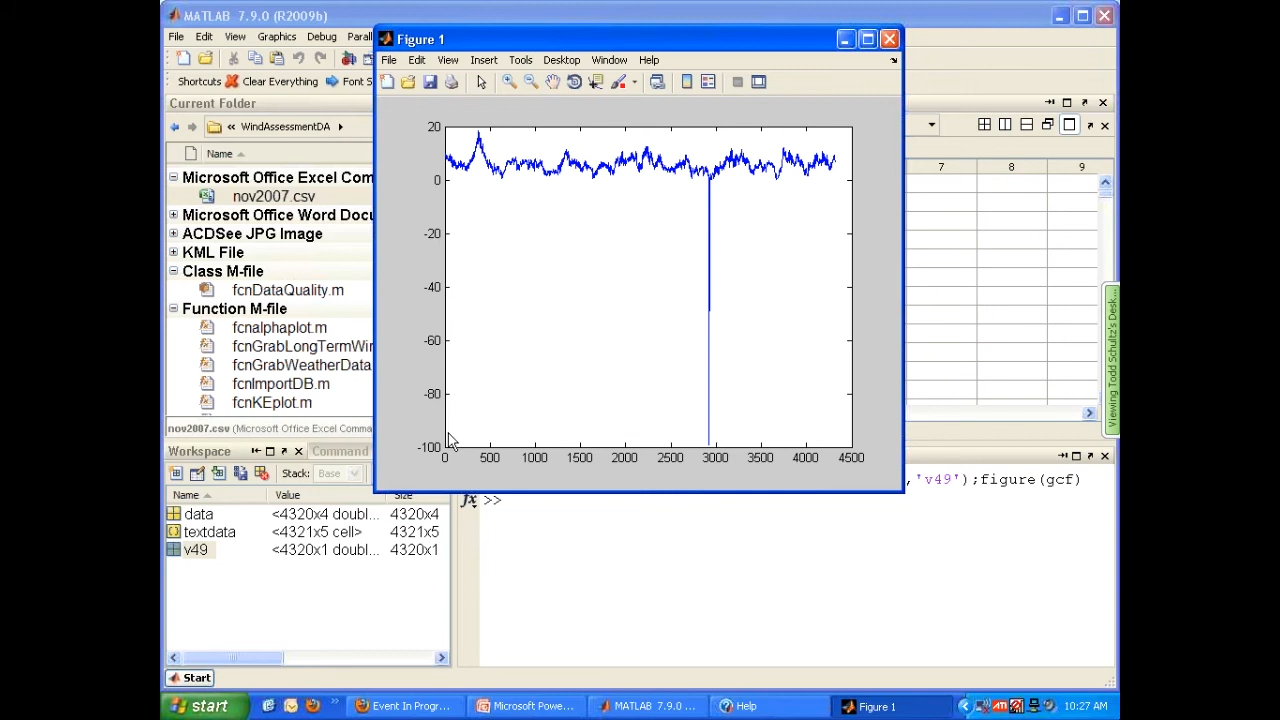 MATLAB 7.9.0 (R2009b)
File Edit View Graphics Debug Parall
Shortcuts Clear Everything Font S
Current Folder
« WindAssessmentDA
Name
Microsoft Office Excel Com
nov2007.csv
Microsoft Office Word Docu
ACDSee JPG Image
KML File
Class M-file
fcnDataQuality.m
Function M-file
fcnalphaplot.m
fcnGrabLongTermWir
fcnGrabWeatherData
fcnImportDB.m
fcnKEplot.m
nov2007.csv (Microsoft Office Excel Comma
Workspace
Command
Stack: Base
Name Value Size
data <4320x4 doubl... 4320x4
textdata <4321x5 cell> 4321x5
v49 <4320x1 doubl... 4320x1
Start
Figure 1
File Edit View Insert Tools Desktop Window Help
20
0
-20
-40
-60
-80
-100
0 500 1000 1500 2000 2500 3000 3500 4000 4500
7 8 9
,'v49');figure(gcf)
fx >>
Viewing Todd Schultz's Desk...
start
Event In Progr...
Microsoft Powe...
MATLAB 7.9.0 ...
Help
Figure 1
10:27 AM